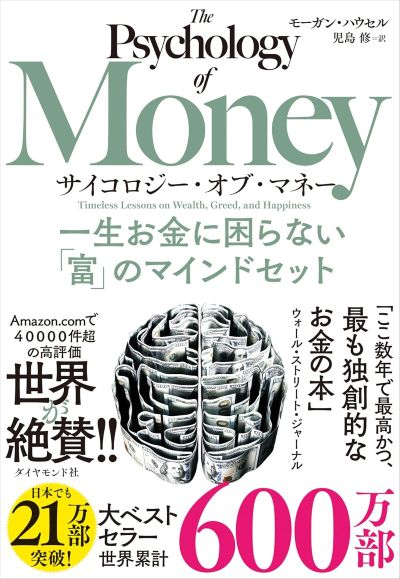 The
Psychology
of
Money
モーガン・ハウセル
児島 修=訳
サイコロジー・オブ・マネー
Timeless Lessons on Wealth, Greed, and Happiness
一生お金に困らない
「富」のマインドセット
「ここ数年で最高かつ、
最も独創的な
お金の本」
ウォール・ストリート・ジャーナル
Amazon.comで
40000件超
の高評価
世界
が
絶賛!!
ダイヤモンド社
日本でも
21万部
突破!
大ベスト
セラー
世界累計
600万部